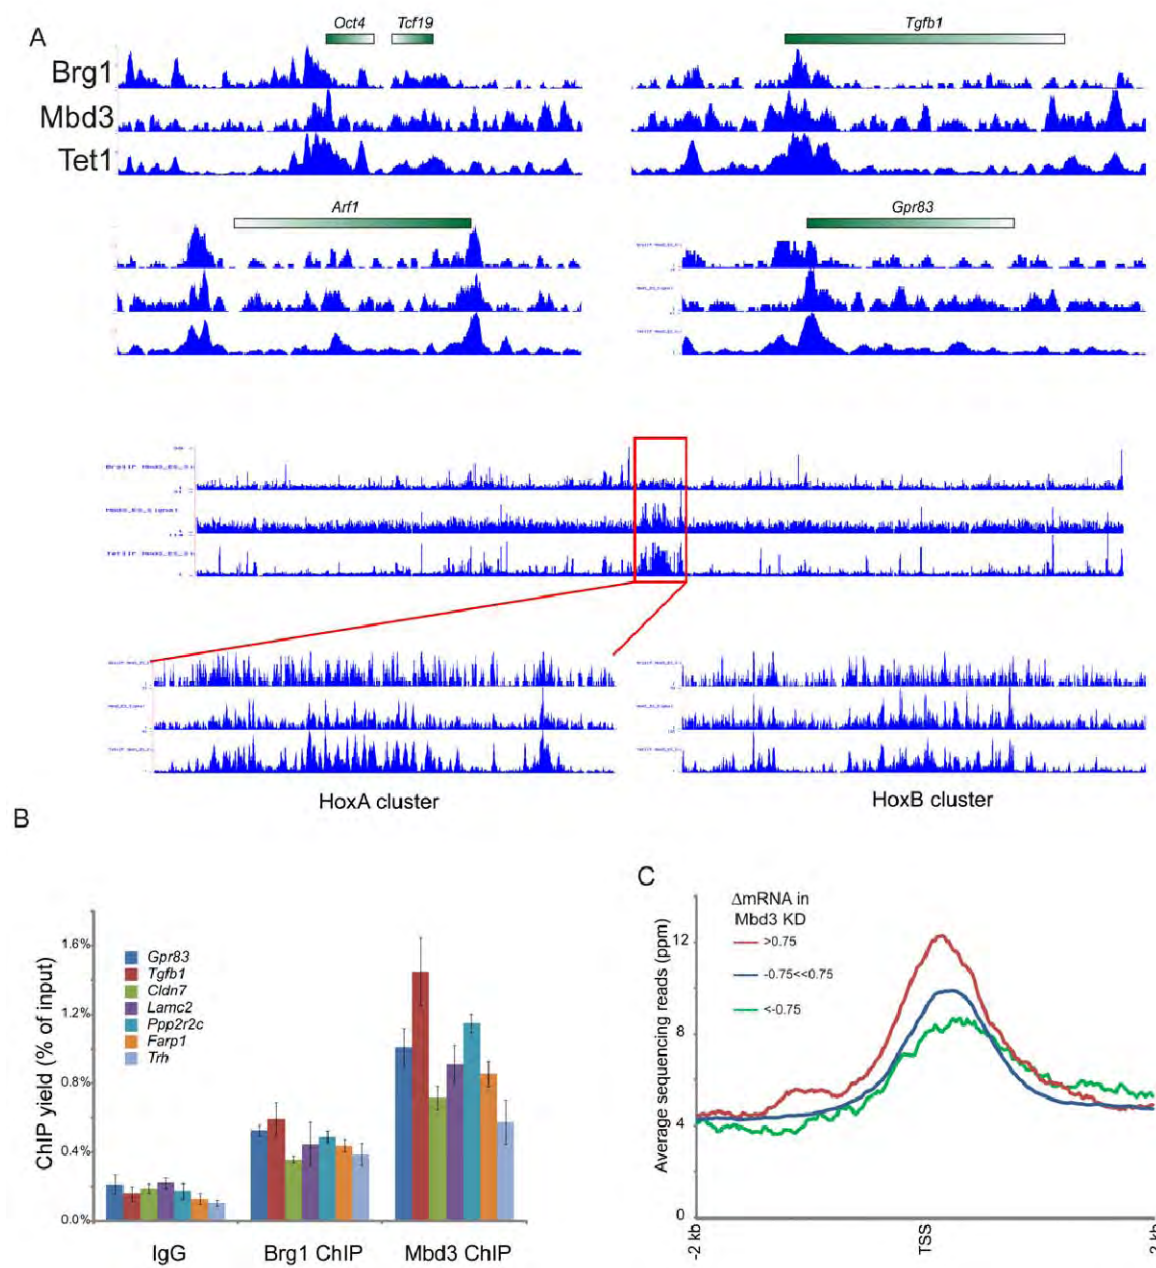 A
Oct4 Tcf19 Tgfb1
Brg1
Mbd3
Tet1
Arf1 Gpr83
HoxA cluster HoxB cluster
B
ChIP yield (% of input)
1.6%
1.2%
0.8%
0.4%
0.0%
Gpr83
Tgfb1
Cldn7
Lamc2
Ppp2r2c
Farp1
Trh
IgG Brg1 ChIP Mbd3 ChIP
C
Average sequencing reads (ppm)
12
8
4
0
ΔmRNA in
Mbd3 KD
>0.75
-0.75<<0.75
<-0.75
-2 kb TSS